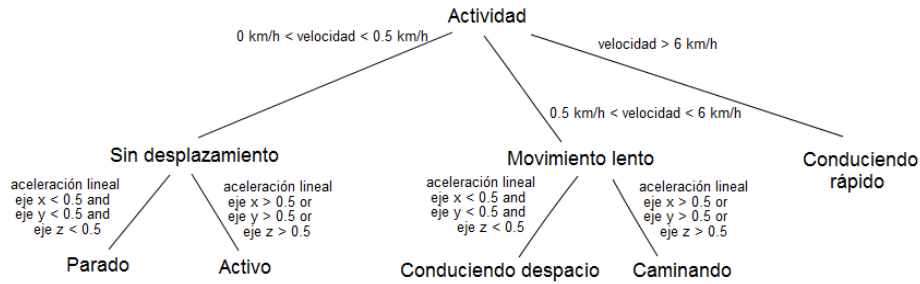 Actividad
0 km/h < velocidad < 0.5 km/h
velocidad > 6 km/h
0.5 km/h < velocidad < 6 km/h
Sin desplazamiento
Movimiento lento
Conduciendo
rápido
aceleración lineal
eje x < 0.5 and
eje y < 0.5 and
eje z < 0.5
aceleración lineal
eje x > 0.5 or
eje y > 0.5 or
eje z > 0.5
aceleración lineal
eje x < 0.5 and
eje y < 0.5 and
eje z < 0.5
aceleración lineal
eje x > 0.5 or
eje y > 0.5 or
eje z > 0.5
Parado
Activo
Conduciendo despacio
Caminando